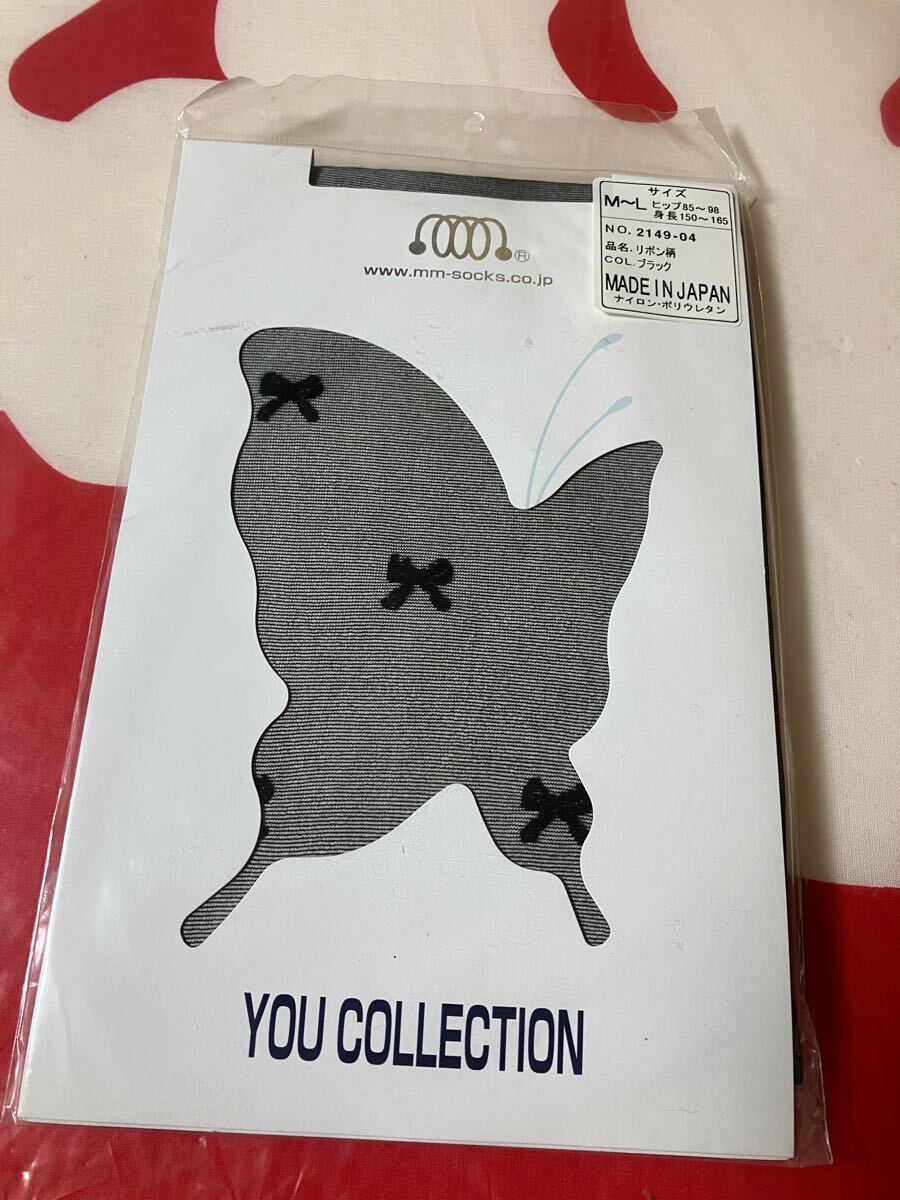 サイズ
M〜L ヒップ85〜98
身長150〜165
NO. 2149-04
品名. リボン柄
COL. ブラック
MADE IN JAPAN
ナイロン・ポリウレタン
®
www.mm-socks.co.jp
YOU COLLECTION